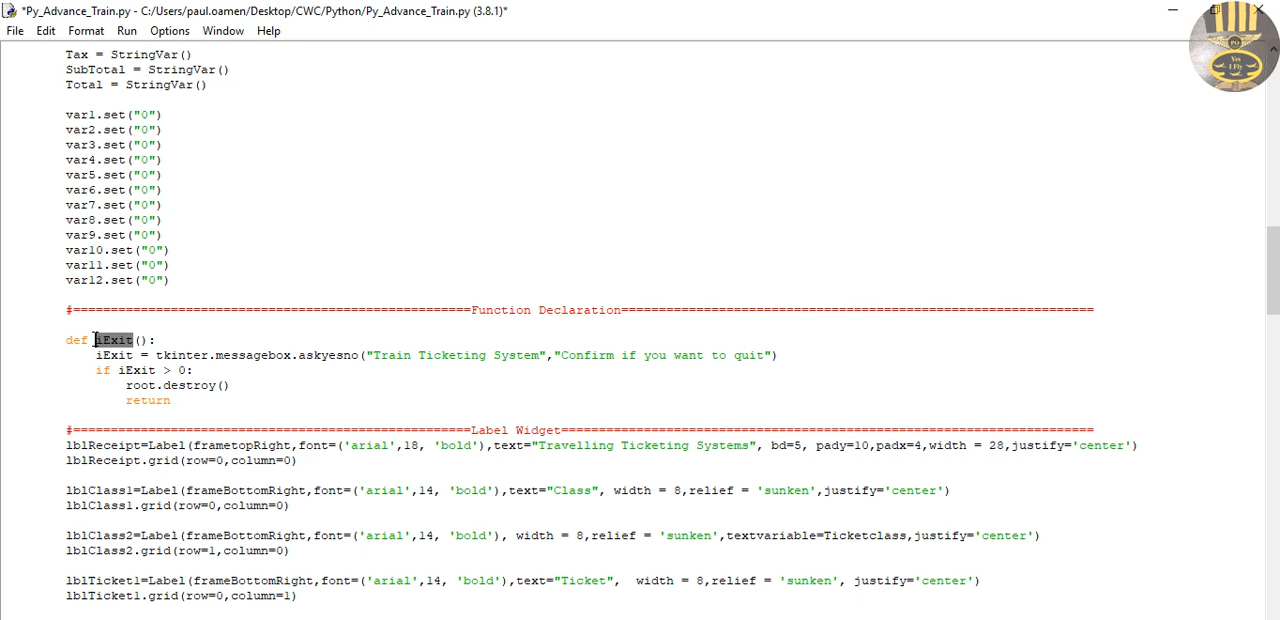 *Py_Advance_Train.py - C:/Users/paul.oamen/Desktop/CWC/Python/Py_Advance_Train.py (3.8.1)*
File Edit Format Run Options Window Help
Tax = StringVar()
SubTotal = StringVar()
Total = StringVar()
var1.set("0")
var2.set("0")
var3.set("0")
var4.set("0")
var5.set("0")
var6.set("0")
var7.set("0")
var8.set("0")
var9.set("0")
var10.set("0")
var11.set("0")
var12.set("0")
#=====================================================Function Declaration===============================================================
def iExit():
iExit = tkinter.messagebox.askyesno("Train Ticketing System","Confirm if you want to quit")
if iExit > 0:
root.destroy()
return
#=====================================================Label Widget=======================================================================
lblReceipt=Label(frametopRight,font=('arial',18, 'bold'),text="Travelling Ticketing Systems", bd=5, pady=10,padx=4,width = 28,justify='center')
lblReceipt.grid(row=0,column=0)
lblClass1=Label(frameBottomRight,font=('arial',14, 'bold'),text="Class", width = 8,relief = 'sunken',justify='center')
lblClass1.grid(row=0,column=0)
lblClass2=Label(frameBottomRight,font=('arial',14, 'bold'), width = 8,relief = 'sunken',textvariable=Ticketclass,justify='center')
lblClass2.grid(row=1,column=0)
lblTicket1=Label(frameBottomRight,font=('arial',14, 'bold'),text="Ticket",  width = 8,relief = 'sunken', justify='center')
lblTicket1.grid(row=0,column=1)
PO
Yes
I Fly